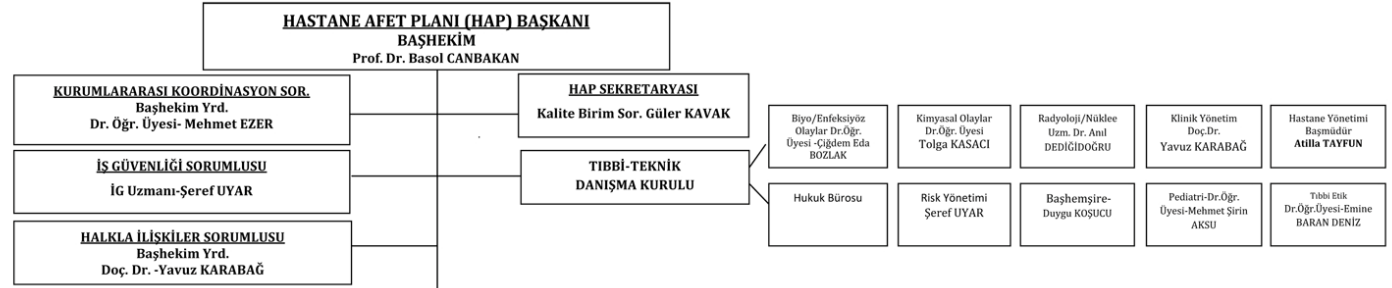 HASTANE AFET PLANI (HAP) BAŞKANI
BAŞHEKİM
Prof. Dr. Basol CANBAKAN
KURUMLARARASI KOORDİNASYON SOR.
Başhekim Yrd.
Dr. Öğr. Üyesi- Mehmet EZER
HAP SEKRETARYASI
Kalite Birim Sor. Güler KAVAK
İŞ GÜVENLİĞİ SORUMLUSU
İG Uzmanı-Şeref UYAR
TIBBİ-TEKNİK
DANIŞMA KURULU
HALKLA İLİŞKİLER SORUMLUSU
Başhekim Yrd.
Doç. Dr. -Yavuz KARABAĞ
Biyo/Enfeksiyöz
Olaylar Dr.Öğr.
Üyesi -Çiğdem Eda
BOZLAK
Kimyasal Olaylar
Dr.Öğr. Üyesi
Tolga KASACI
Radyoloji/Nüklee
Uzm. Dr. Anıl
DEDİĞİDOĞRU
Klinik Yönetim
Doç.Dr.
Yavuz KARABAĞ
Hastane Yönetimi
Başmüdür
Atilla TAYFUN
Hukuk Bürosu
Risk Yönetimi
Şeref UYAR
Başhemşire-
Duygu KOŞUCU
Pediatri-Dr.Öğr.
Üyesi-Mehmet Şirin
AKSU
Tıbbi Etik
Dr.Öğr.Üyesi-Emine
BARAN DENİZ